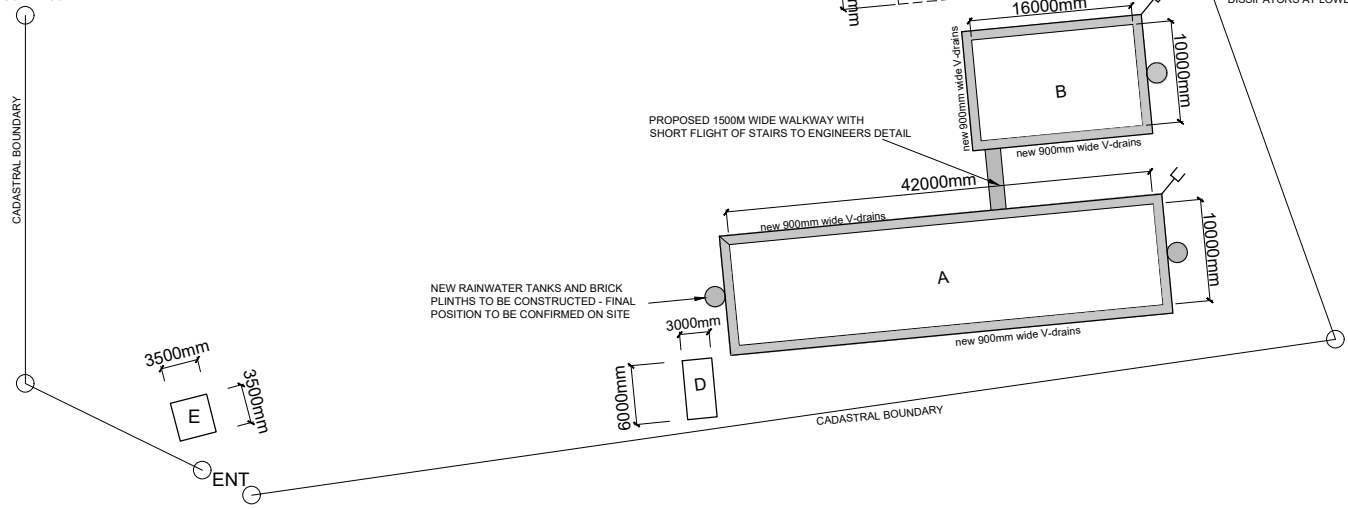 16000mm
10000mm
new 900mm wide V-drains
B
new 900mm wide V-drains
PROPOSED 1500M WIDE WALKWAY WITH
SHORT FLIGHT OF STAIRS TO ENGINEERS DETAIL
CADASTRAL BOUNDARY
42000mm
new 900mm wide V-drains
10000mm
A
NEW RAINWATER TANKS AND BRICK
PLINTHS TO BE CONSTRUCTED - FINAL
POSITION TO BE CONFIRMED ON SITE
new 900mm wide V-drains
3000mm
6000mm
D
3500mm
3500mm
E
CADASTRAL BOUNDARY
ENT